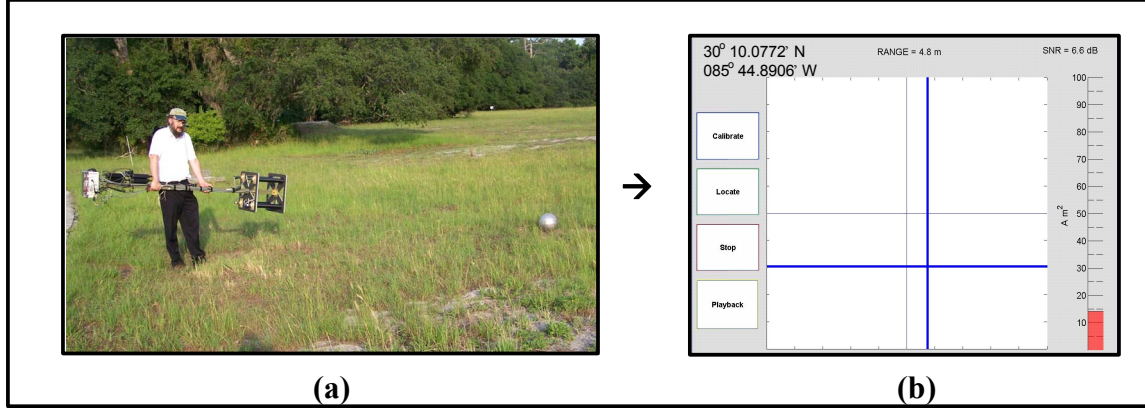 30° 10.0772' N
085° 44.8906' W
RANGE = 4.8 m
SNR = 6.6 dB
Calibrate
Locate
Stop
Playback
100
90
80
70
60
50
40
30
20
10
A m²
→
(a)
(b)